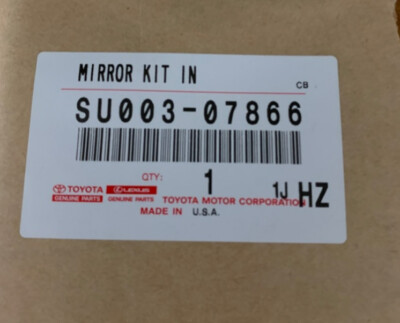 MIRROR KIT IN
CB
SU003-07866
QTY: 1 1J HZ
TOYOTA LEXUS
GENUINE PARTS GENUINE PARTS TOYOTA MOTOR CORPORATION
MADE IN U.S.A.